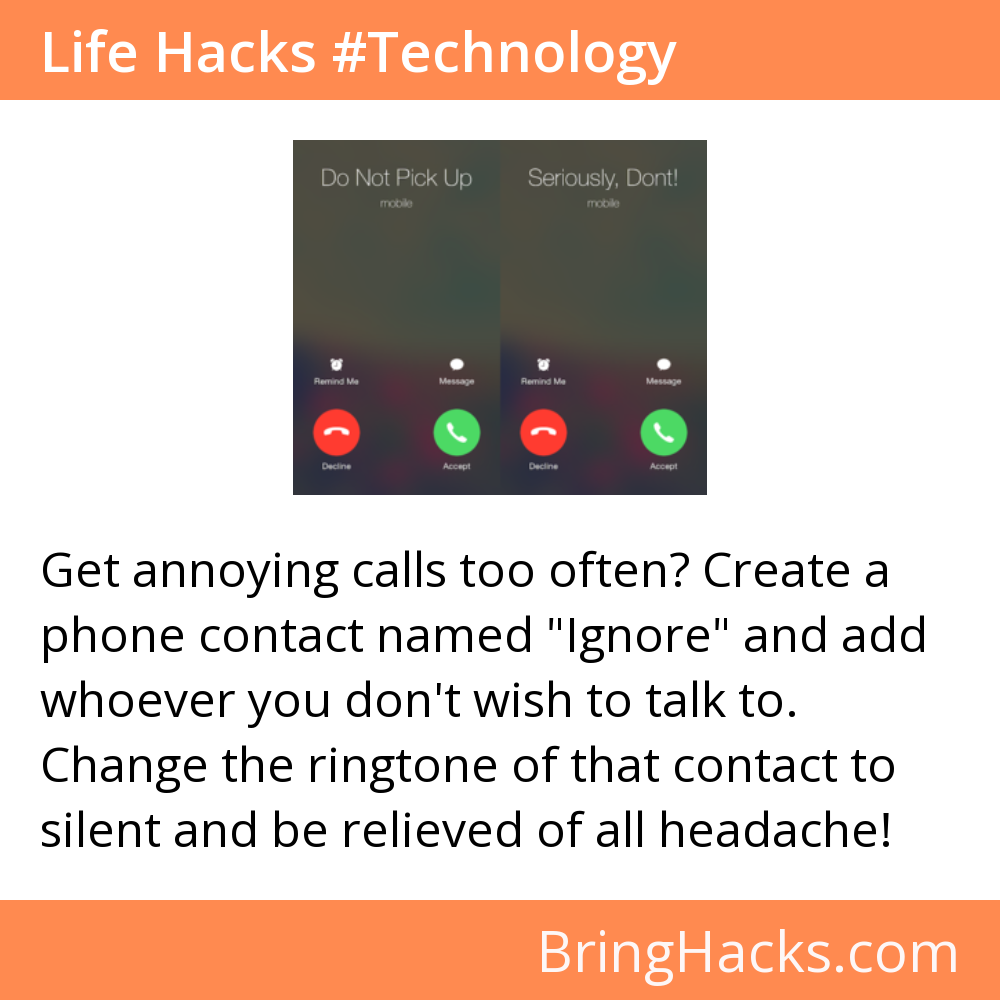 Life Hacks #Technology
Do Not Pick Up
mobile
Seriously, Dont!
mobile
Remind Me
Message
Remind Me
Message
Decline
Accept
Decline
Accept
Get annoying calls too often? Create a
phone contact named "Ignore" and add
whoever you don't wish to talk to.
Change the ringtone of that contact to
silent and be relieved of all headache!
BringHacks.com